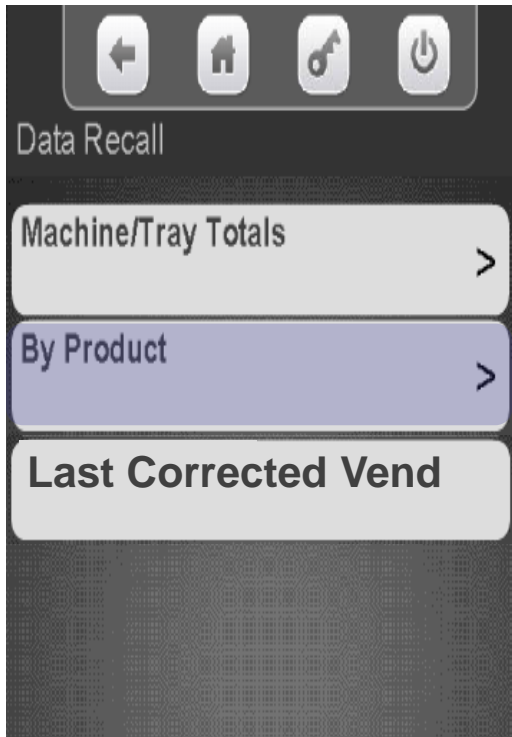 Data Recall
Machine/Tray Totals
>
By Product
>
Last Corrected Vend